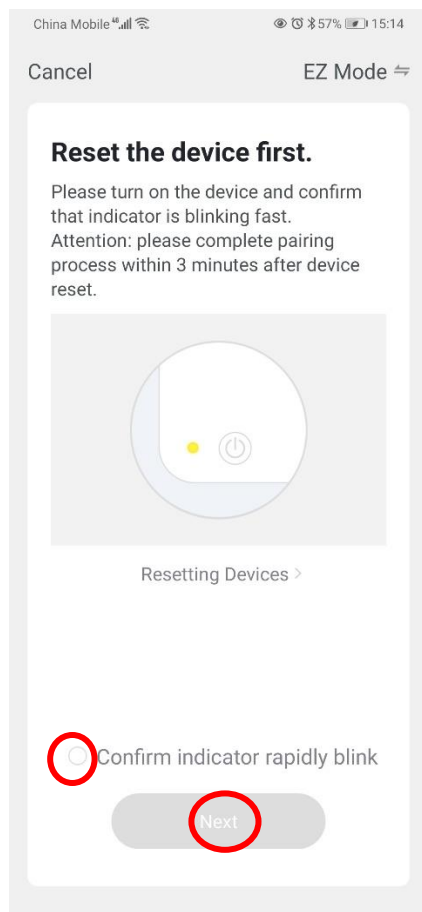 China Mobile 4G 57% 15:14
Cancel EZ Mode
Reset the device first.
Please turn on the device and confirm
that indicator is blinking fast.
Attention: please complete pairing
process within 3 minutes after device
reset.
Resetting Devices >
Confirm indicator rapidly blink
Next